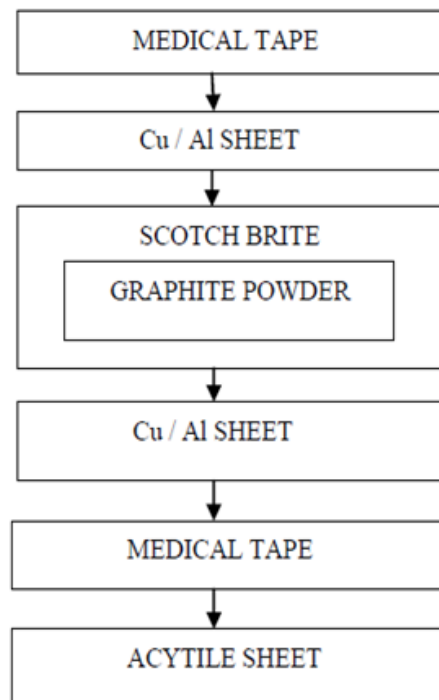 MEDICAL TAPE
Cu / Al SHEET
SCOTCH BRITE
GRAPHITE POWDER
Cu / Al SHEET
MEDICAL TAPE
ACYTILE SHEET